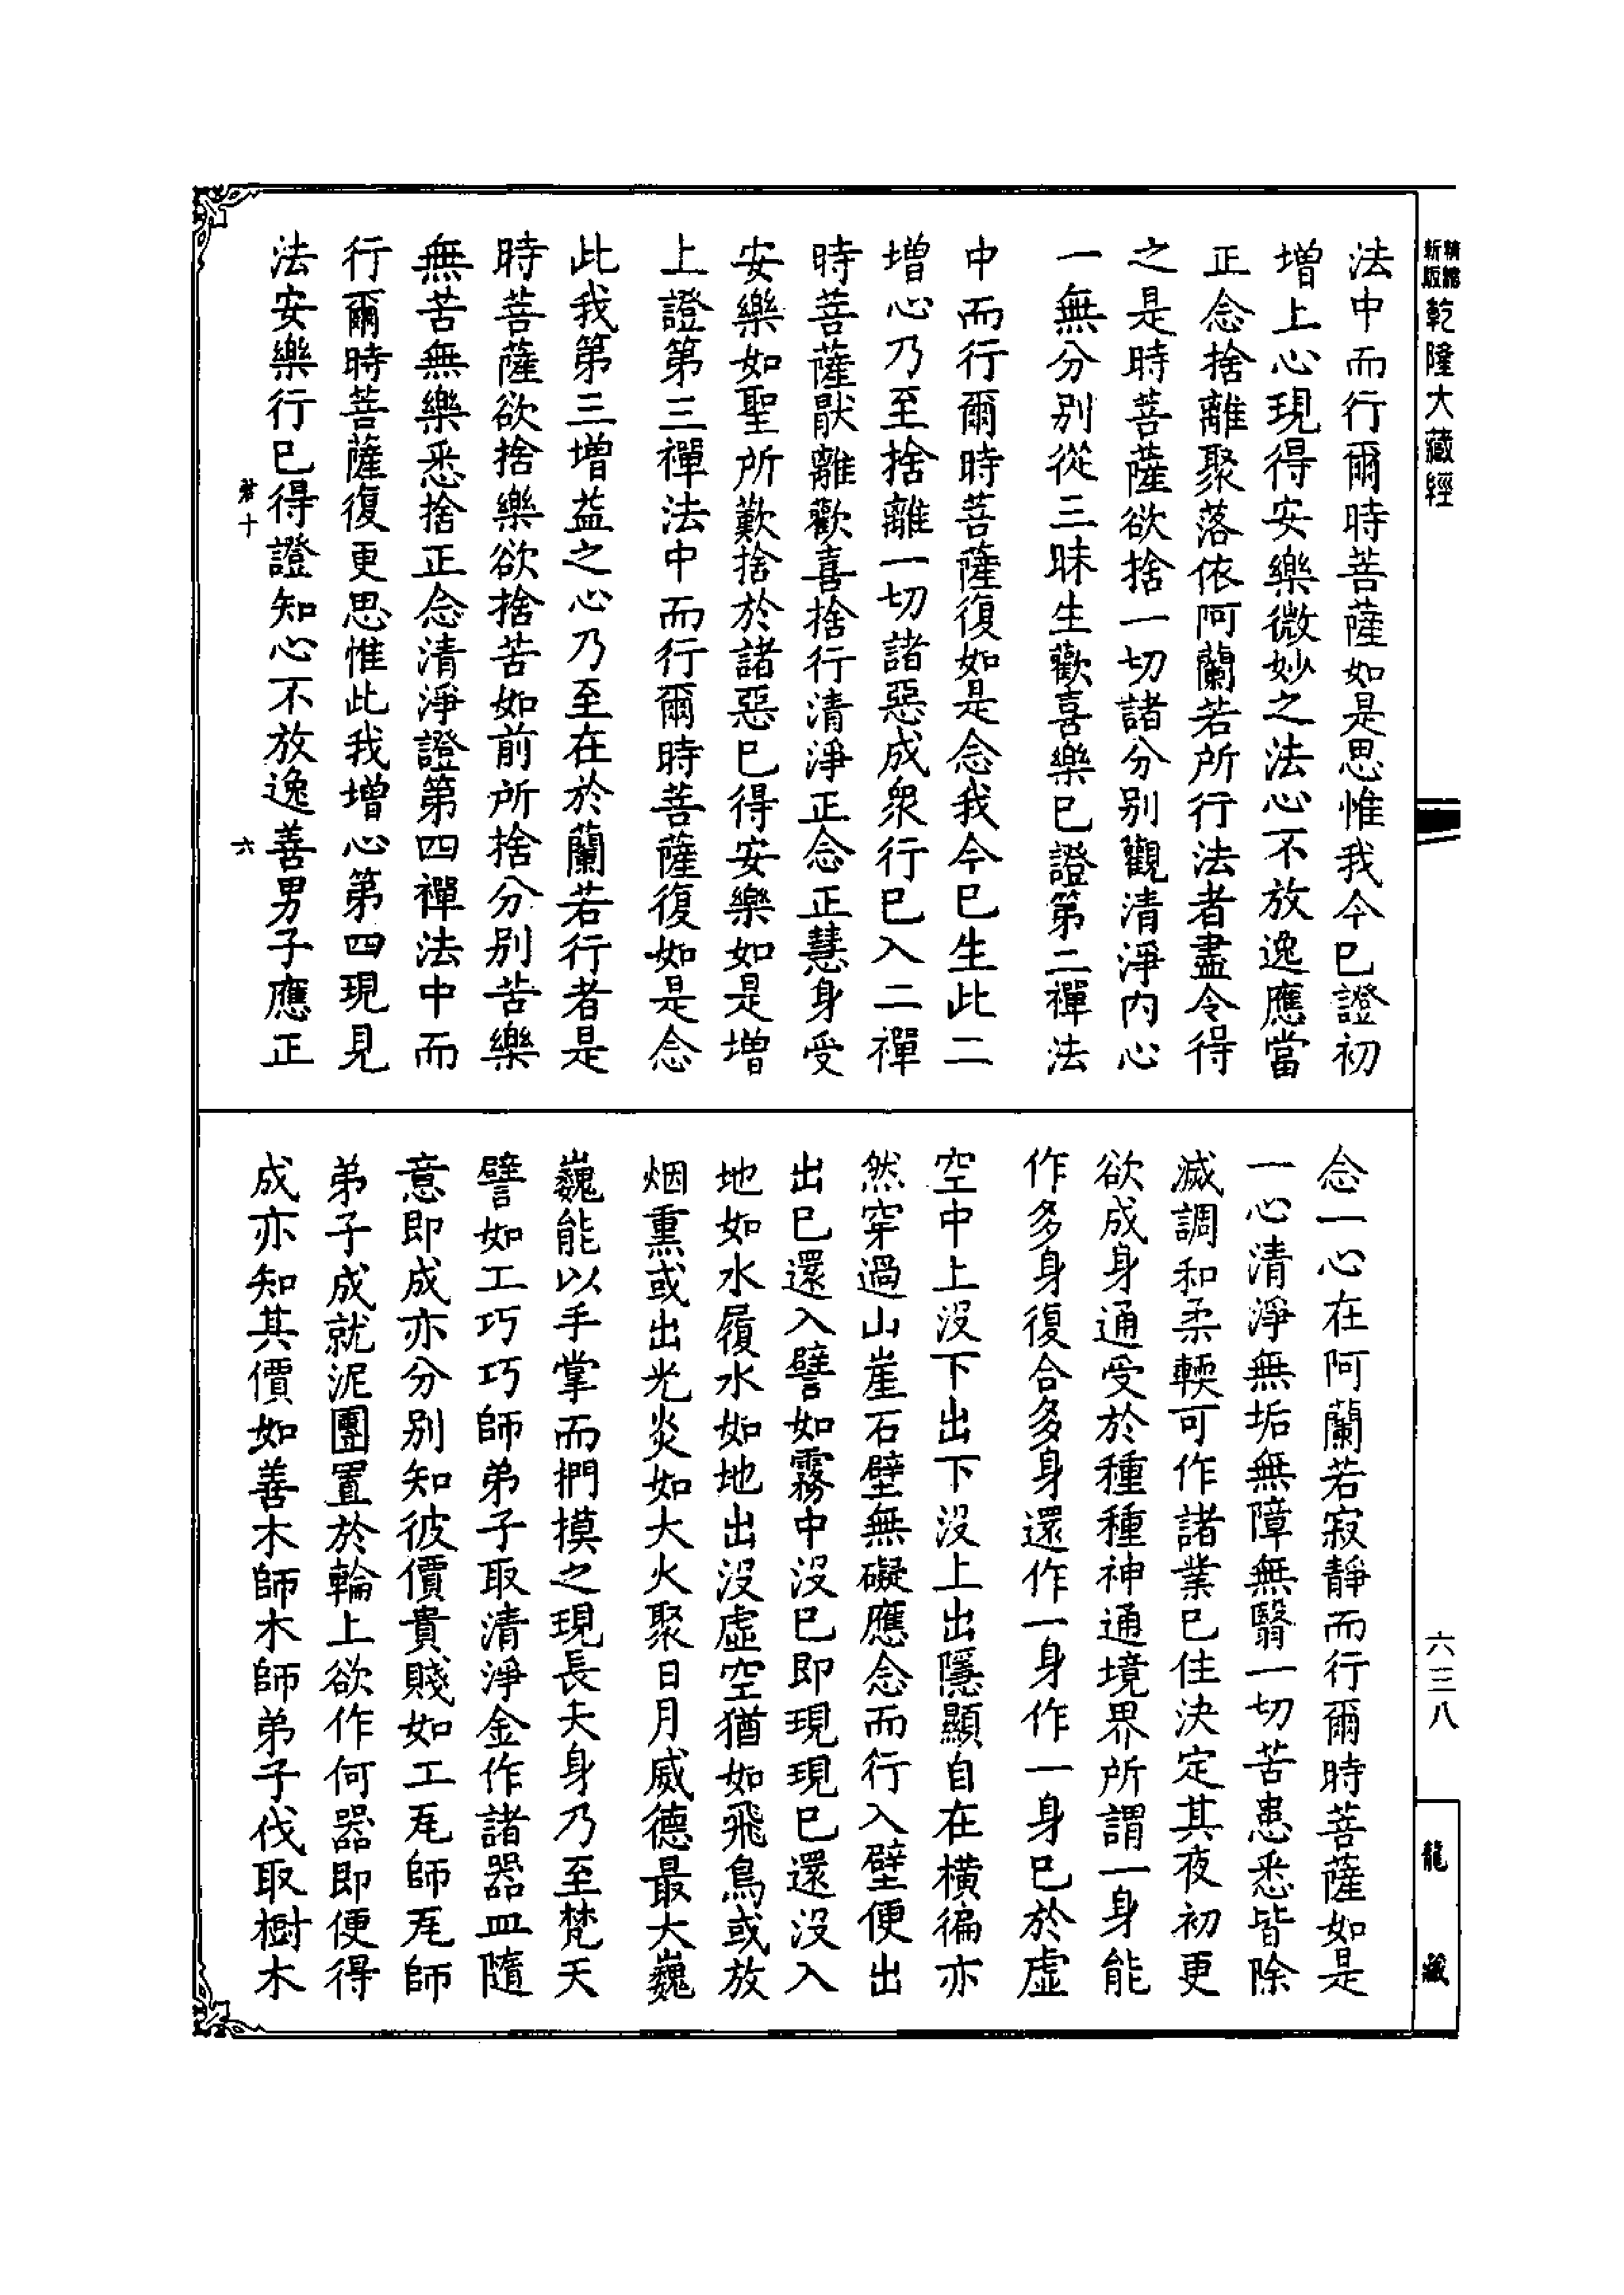 精縮新版乾隆大藏經
法中而行爾時菩薩如是思惟我今已證初
增上心現得安樂微妙之法心不放逸應當
正念捨離聚落依阿蘭若所行法者盡令得
之是時菩薩欲捨一切諸分別觀清淨內心
一無分別從三昧生歡喜樂已證第二禪法
中而行爾時菩薩復如是念我今已生此二
增心乃至捨離一切諸惡成衆行已入二禪
時菩薩猒離歡喜捨行清淨正念正慧身受
安樂如聖所歎捨於諸惡已得安樂如是增
上證第三禪法中而行爾時菩薩復如是念
此我第三增益之心乃至在於蘭若行者是
時菩薩欲捨樂欲捨苦如前所捨分別苦樂
無苦無樂悉捨正念清淨證第四禪法中而
行爾時菩薩復更思惟此我增心第四現見
法安樂行已得證知心不放逸善男子應正
若十 六
念一心在阿蘭若寂靜而行爾時菩薩如是
一心清淨無垢無障無翳一切苦患悉皆除
滅調和柔輭可作諸業已住決定其夜初更
欲成身通受於種種神通境界所謂一身能
作多身復合多身還作一身作一身已於虛
空中上沒下出下沒上出隱顯自在橫徧亦
然穿過山崖石壁無礙應念而行入壁便出
出已還入譬如霧中沒已即現現已還沒入
地如水履水如地出沒虛空猶如飛鳥或放
烟熏或出光炎如大火聚日月威德最大巍
巍能以手掌而捫摸之現長大身乃至梵天
譬如工巧巧師弟子取清淨金作諸器皿隨
意即成亦分別知彼價貴賤如工瓦師瓦師
弟子成就泥團置於輪上欲作何器即便得
成亦知其價如善木師木師弟子伐取樹木
六三八
龍藏